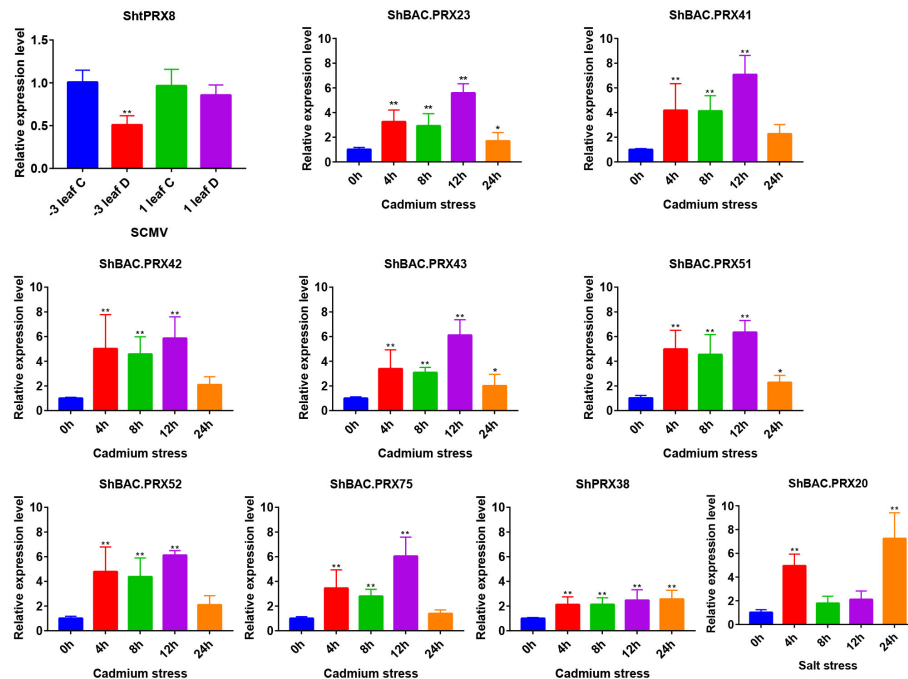 ShtPRX8
Relative expression level
1.5
1.0
0.5
0.0
**
-3 leaf C
-3 leaf D
1 leaf C
1 leaf D
SCMV
ShBAC.PRX23
Relative expression level
10
8
6
4
2
0
** ** ** *
0h 4h 8h 12h 24h
Cadmium stress
ShBAC.PRX41
Relative expression level
10
8
6
4
2
0
** ** **
0h 4h 8h 12h 24h
Cadmium stress
ShBAC.PRX42
Relative expression level
10
8
6
4
2
0
** ** **
0h 4h 8h 12h 24h
Cadmium stress
ShBAC.PRX43
Relative expression level
10
8
6
4
2
0
** ** ** *
0h 4h 8h 12h 24h
Cadmium stress
ShBAC.PRX51
Relative expression level
10
8
6
4
2
0
** ** ** *
0h 4h 8h 12h 24h
Cadmium stress
ShBAC.PRX52
Relative expression level
10
8
6
4
2
0
** ** **
0h 4h 8h 12h 24h
Cadmium stress
ShBAC.PRX75
Relative expression level
10
8
6
4
2
0
** ** **
0h 4h 8h 12h 24h
Cadmium stress
ShPRX38
Relative expression level
10
8
6
4
2
0
** ** ** **
0h 4h 8h 12h 24h
Cadmium stress
ShBAC.PRX20
Relative expression level
10
8
6
4
2
0
** **
0h 4h 8h 12h 24h
Salt stress